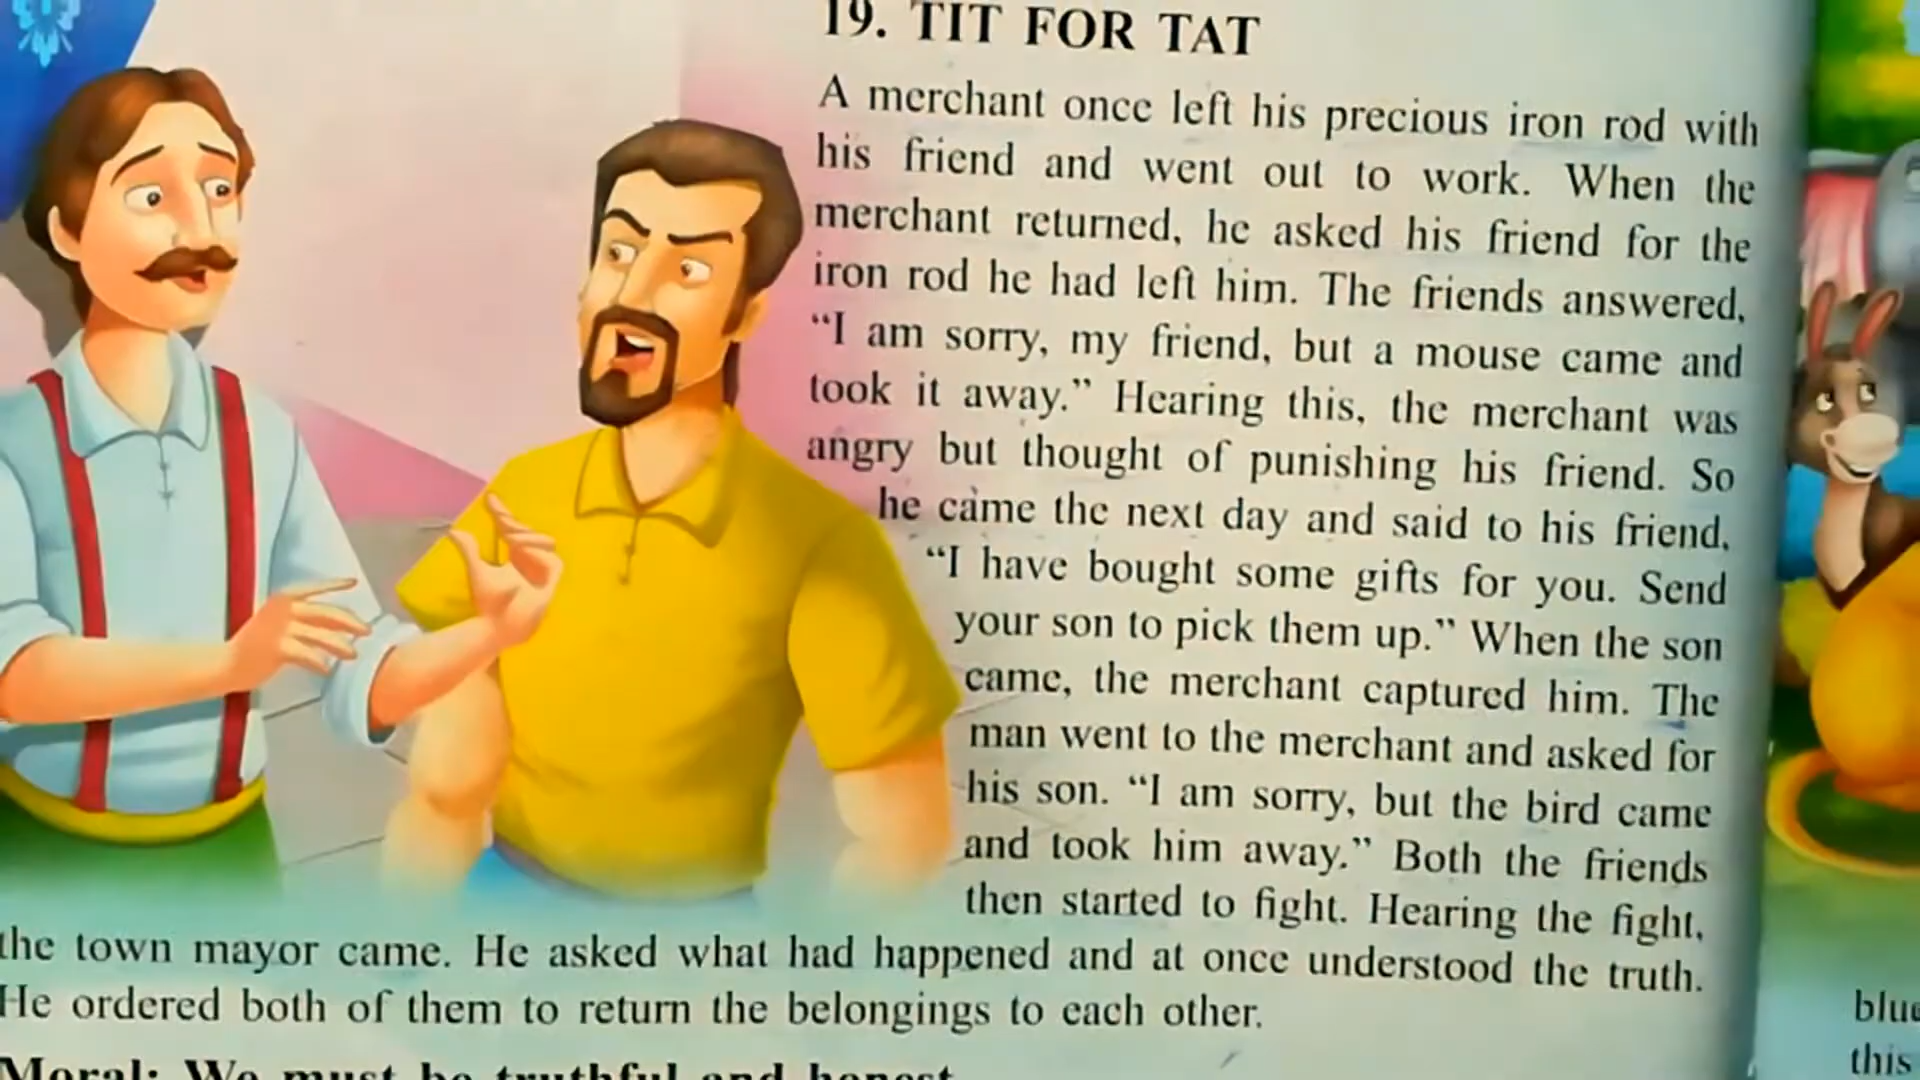 19. TIT FOR TAT
A merchant once left his precious iron rod with
his friend and went out to work. When the
merchant returned, he asked his friend for the
iron rod he had left him. The friends answered,
“I am sorry, my friend, but a mouse came and
took it away.” Hearing this, the merchant was
angry but thought of punishing his friend. So
he came the next day and said to his friend,
“I have bought some gifts for you. Send
your son to pick them up.” When the son
came, the merchant captured him. The
man went to the merchant and asked for
his son. “I am sorry, but the bird came
and took him away.” Both the friends
then started to fight. Hearing the fight,
the town mayor came. He asked what had happened and at once understood the truth.
He ordered both of them to return the belongings to each other.
Moral: We must be truthful and honest
blue
this